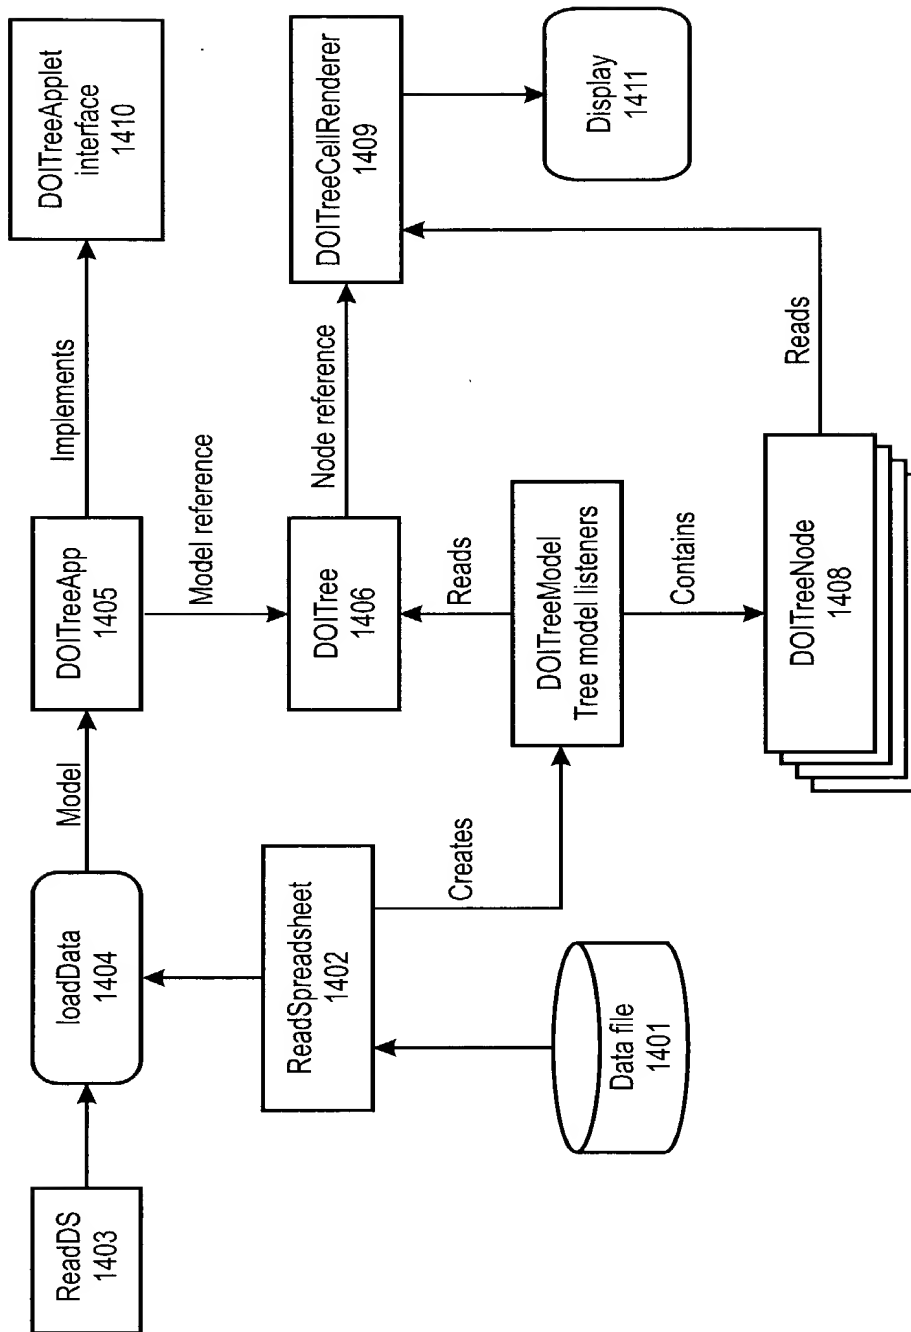 ReadDS
1403
loadData
1404
Model
DOITreeApp
1405
Implements
DOITreeApplet
interface
1410
Model reference
ReadSpreadsheet
1402
Creates
DOITree
1406
Node reference
DOITreeCellRenderer
1409
Reads
Data file
1401
DOITreeModel
Tree model listeners
Contains
Display
1411
DOITreeNode
1408
Reads